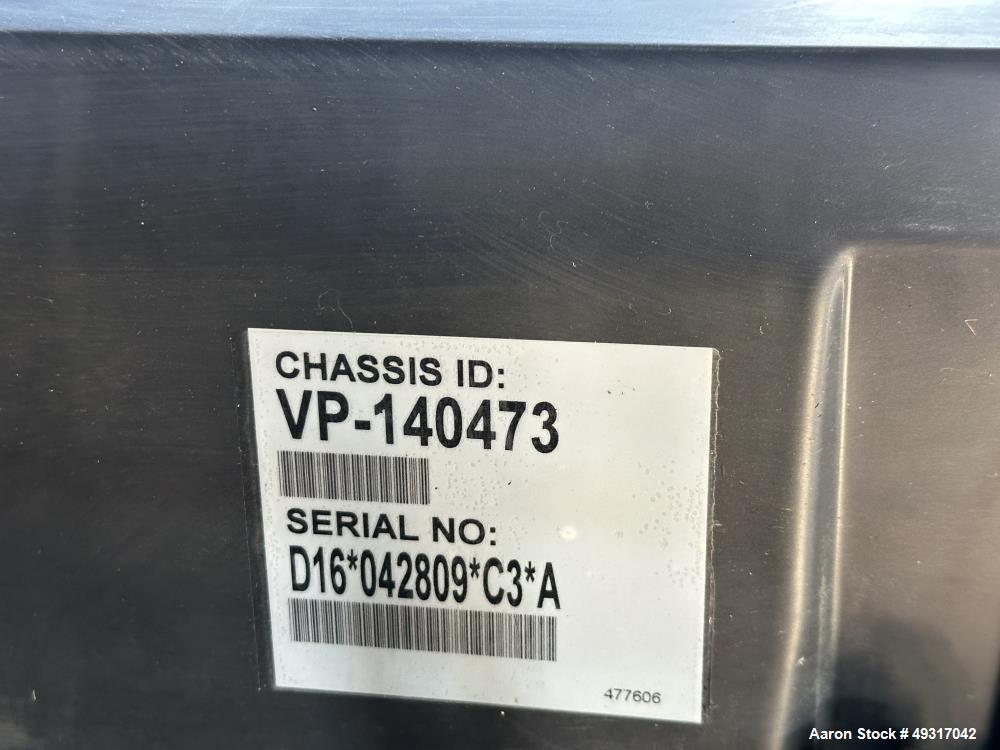 CHASSIS ID:
VP-140473
SERIAL NO:
D16*042809*C3*A
477606
Aaron Stock # 49317042